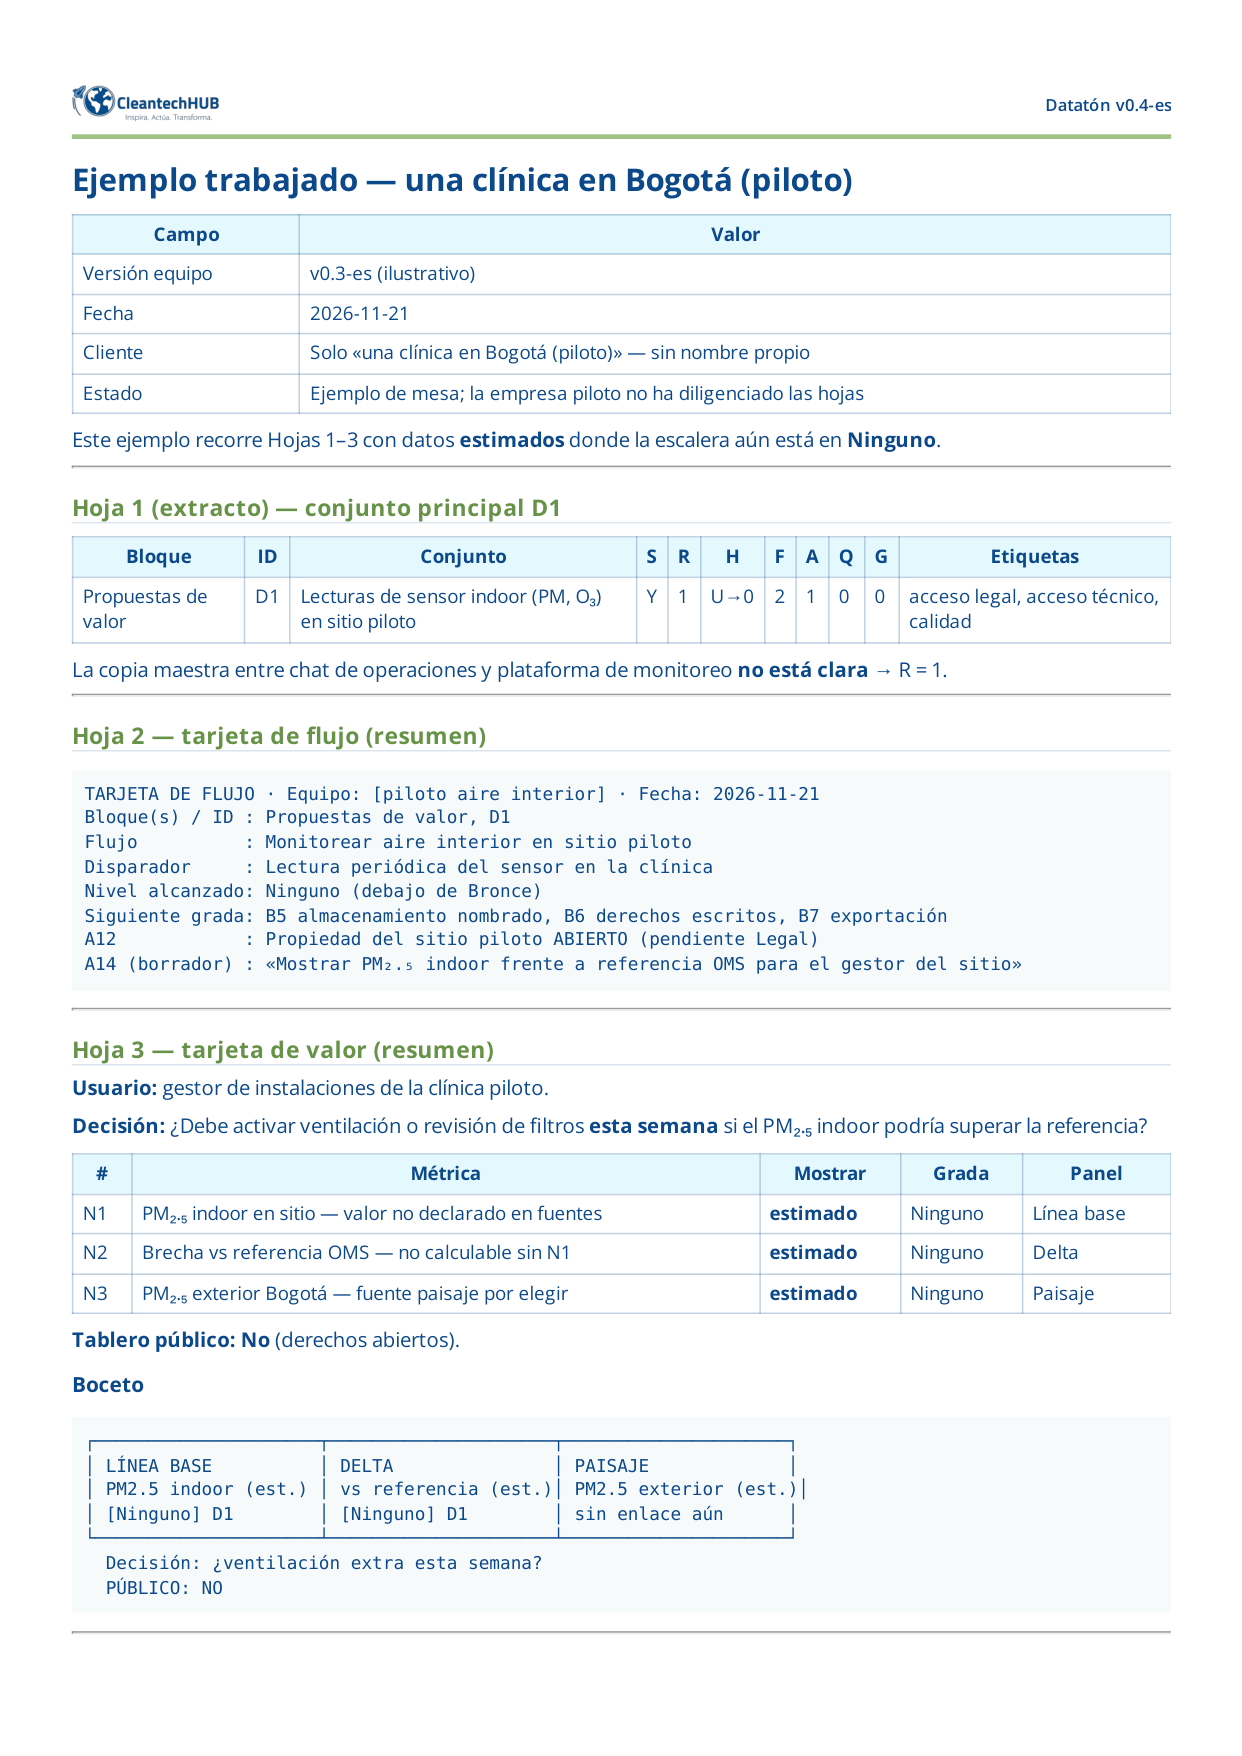 CleantechHUB
Inspira. Actúa. Transforma.
Datatón v0.4-es
Ejemplo trabajado — una clínica en Bogotá (piloto)
Campo Valor
Versión equipo v0.3-es (ilustrativo)
Fecha 2026-11-21
Cliente Solo «una clínica en Bogotá (piloto)» — sin nombre propio
Estado Ejemplo de mesa; la empresa piloto no ha diligenciado las hojas
Este ejemplo recorre Hojas 1–3 con datos estimados donde la escalera aún está en Ninguno.
Hoja 1 (extracto) — conjunto principal D1
Bloque ID Conjunto S R H F A Q G Etiquetas
Propuestas de valor D1 Lecturas de sensor indoor (PM, O₃) en sitio piloto Y 1 U→0 2 1 0 0 acceso legal, acceso técnico, calidad
La copia maestra entre chat de operaciones y plataforma de monitoreo no está clara → R = 1.
Hoja 2 — tarjeta de flujo (resumen)
TARJETA DE FLUJO · Equipo: [piloto aire interior] · Fecha: 2026-11-21
Bloque(s) / ID : Propuestas de valor, D1
Flujo : Monitorear aire interior en sitio piloto
Disparador : Lectura periódica del sensor en la clínica
Nivel alcanzado: Ninguno (debajo de Bronce)
Siguiente grada: B5 almacenamiento nombrado, B6 derechos escritos, B7 exportación
A12 : Propiedad del sitio piloto ABIERTO (pendiente Legal)
A14 (borrador) : «Mostrar PM₂.₅ indoor frente a referencia OMS para el gestor del sitio»
Hoja 3 — tarjeta de valor (resumen)
Usuario: gestor de instalaciones de la clínica piloto.
Decisión: ¿Debe activar ventilación o revisión de filtros esta semana si el PM₂.₅ indoor podría superar la referencia?
# Métrica Mostrar Grada Panel
N1 PM₂.₅ indoor en sitio — valor no declarado en fuentes estimado Ninguno Línea base
N2 Brecha vs referencia OMS — no calculable sin N1 estimado Ninguno Delta
N3 PM₂.₅ exterior Bogotá — fuente paisaje por elegir estimado Ninguno Paisaje
Tablero público: No (derechos abiertos).
Boceto
LÍNEA BASE DELTA PAISAJE
PM2.5 indoor (est.) vs referencia (est.) PM2.5 exterior (est.)
[Ninguno] D1 [Ninguno] D1 sin enlace aún
Decisión: ¿ventilación extra esta semana?
PÚBLICO: NO